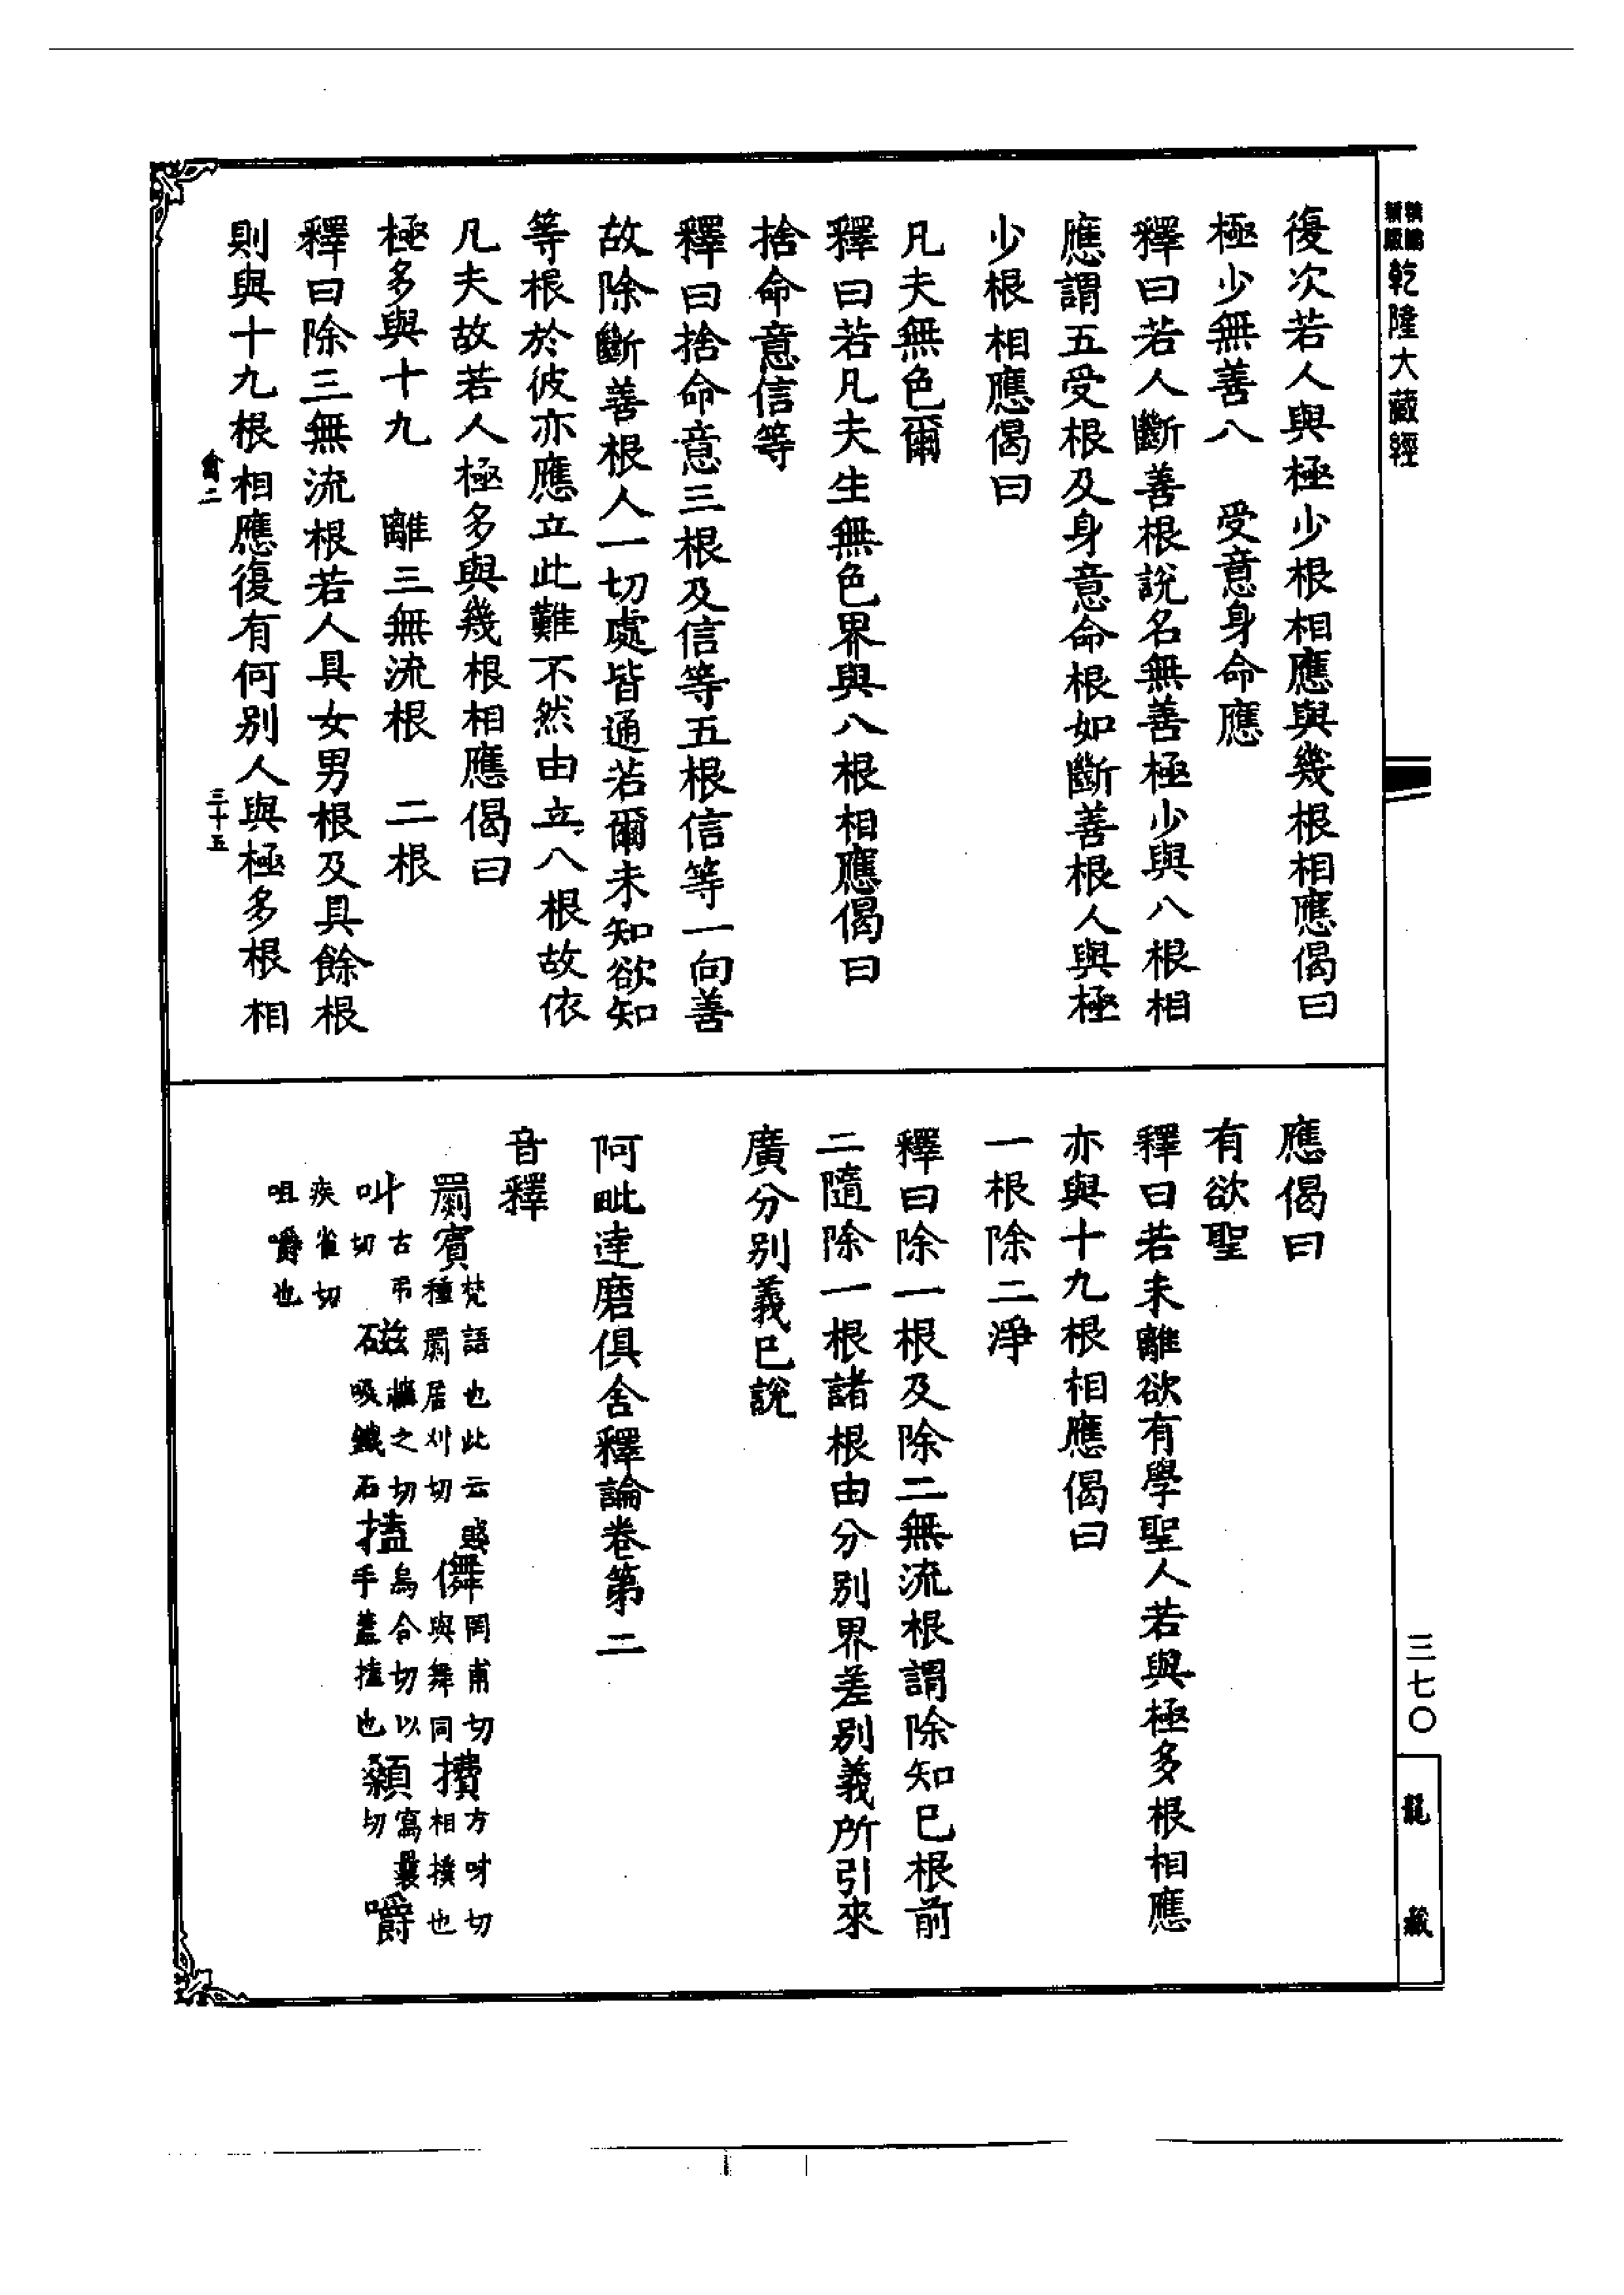 乾隆大藏經
復次若人與極少根相應與幾根相應偈曰
極少無善八　受意身命應
釋曰若人斷善根說名無善極少與八根相
應謂五受根及身意命根如斷善根人與極
少根相應偈曰
凡夫無色爾
釋曰若凡夫生無色界與八根相應偈曰
捨命意信等
釋曰捨命意三根及信等五根信等一向善
故除斷善根人一切處皆通若爾未知欲知
等根於彼亦應立此難不然由立八根故依
凡夫故若人極多與幾根相應偈曰
極多與十九　離三無流根　二根
釋曰除三無流根若人具女男根及具餘根
則與十九根相應復有何別人與極多根相
禽二　三十五
應偈曰
有欲聖
釋曰若未離欲有學聖人若與極多根相應
亦與十九根相應偈曰
一根除二淨
釋曰除一根及除二無流根謂除知已根前
二隨除一根諸根由分別界差別義所引來
廣分別義已說
阿毗達磨俱舍釋論卷第二
音釋
罽賓
梵語也此云賤
種罽居刈切
儛
罔甫切
與舞同
㩌
方吠切
相撲也
叫
古弔
切
磁
牆之切
吸鐵石
搕
烏合切以
手蓋搕也
顙
寫曩
切
嚼
疾雀切
咀嚼也
三七〇
龍藏